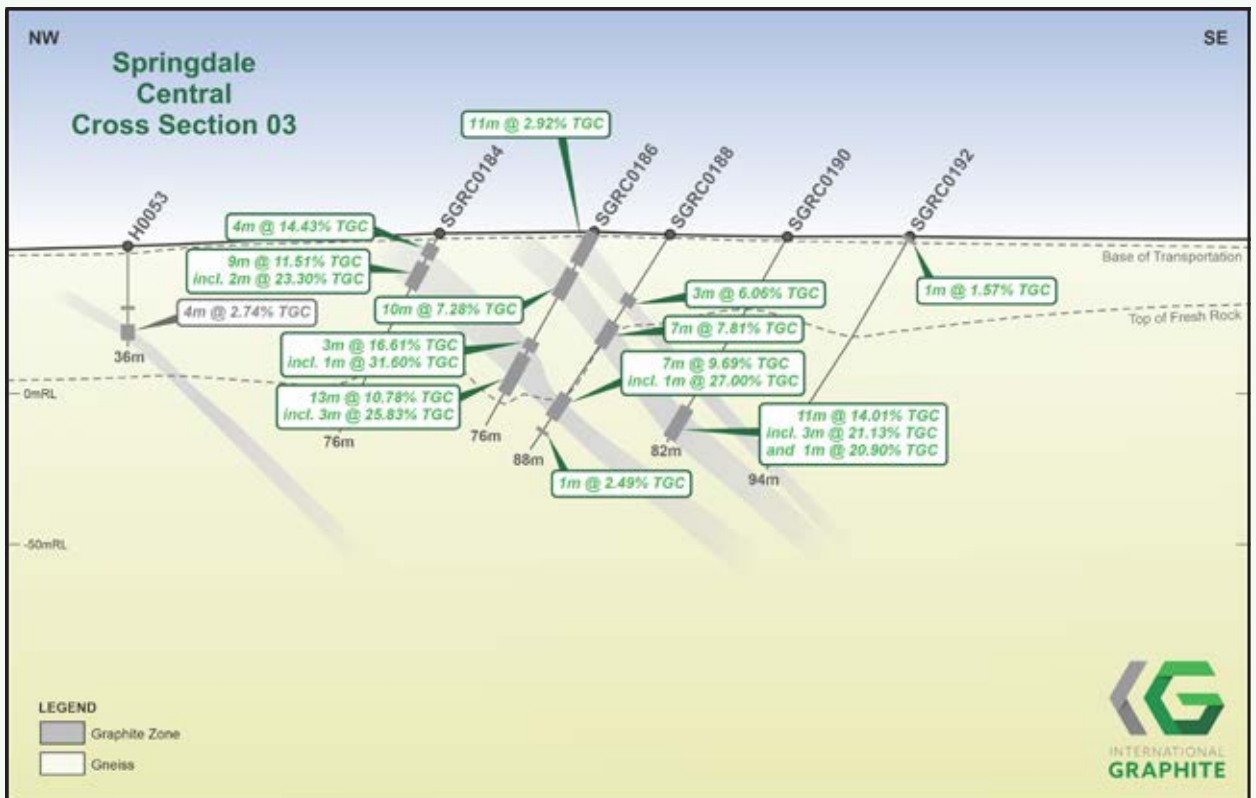 NW
SE
Springdale
Central
Cross Section 03
11m @ 2.92% TGC
H0053
SGRC0184
SGRC0186
SGRC0188
SGRC0190
SGRC0192
4m @ 14.43% TGC
9m @ 11.51% TGC
incl. 2m @ 23.30% TGC
Base of Transportation
1m @ 1.57% TGC
3m @ 6.06% TGC
4m @ 2.74% TGC
10m @ 7.28% TGC
Top of Fresh Rock
7m @ 7.81% TGC
3m @ 16.61% TGC
incl. 1m @ 31.60% TGC
36m
7m @ 9.69% TGC
incl. 1m @ 27.00% TGC
0mRL
13m @ 10.78% TGC
incl. 3m @ 25.83% TGC
11m @ 14.01% TGC
incl. 3m @ 21.13% TGC
and 1m @ 20.90% TGC
76m
76m
88m
82m
94m
1m @ 2.49% TGC
-50mRL
LEGEND
Graphite Zone
Gneiss
INTERNATIONAL
GRAPHITE